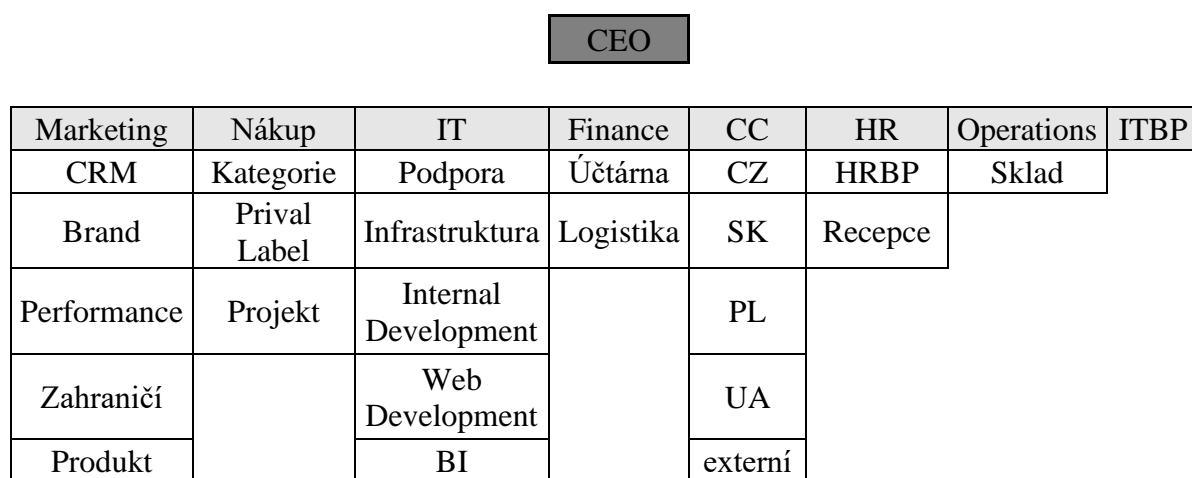 CEO
Marketing Nákup IT Finance CC HR Operations ITBP
CRM Kategorie Podpora Účtárna CZ HRBP Sklad
Brand Prival Label Infrastruktura Logistika SK Recepce
Performance Projekt Internal Development PL
Zahraničí Web Development UA
Produkt BI externí